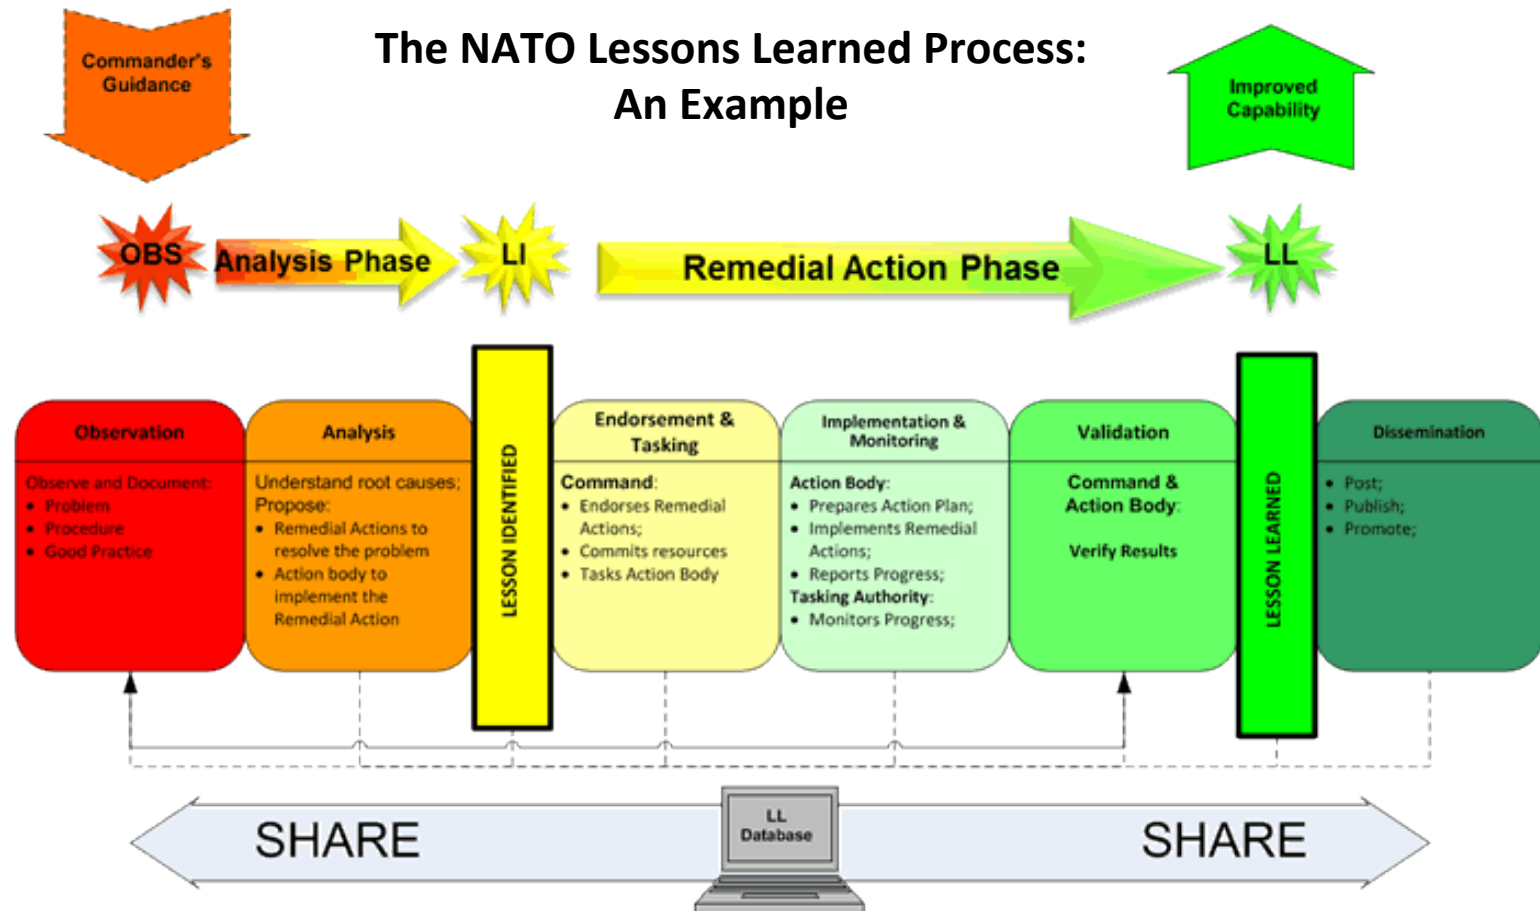 The NATO Lessons Learned Process:
An Example
Commander's
Guidance
Improved
Capability
OBS
Analysis Phase
LI
Remedial Action Phase
LL
Observation
Observe and Document:
• Problem
• Procedure
• Good Practice
Analysis
Understand root causes;
Propose:
• Remedial Actions to
resolve the problem
• Action body to
implement the
Remedial Action
LESSON IDENTIFIED
Endorsement &
Tasking
Command:
• Endorses Remedial
Actions;
• Commits resources
• Tasks Action Body
Implementation &
Monitoring
Action Body:
• Prepares Action Plan;
• Implements Remedial
Actions;
• Reports Progress;
Tasking Authority:
• Monitors Progress;
Validation
Command &
Action Body:
Verify Results
LESSON LEARNED
Dissemination
• Post;
• Publish;
• Promote;
SHARE
LL
Database
SHARE